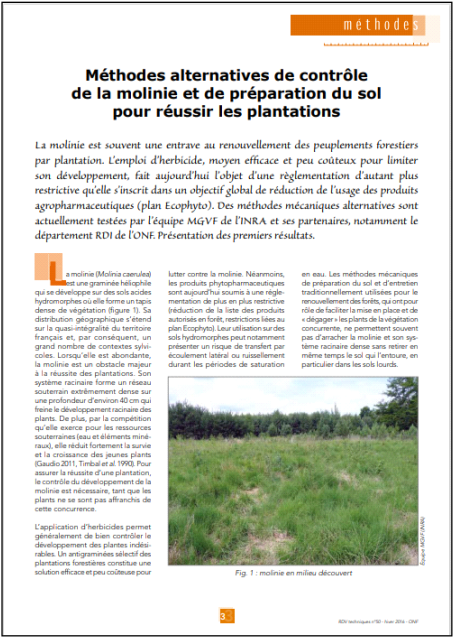 méthodes
Méthodes alternatives de contrôle
de la molinie et de préparation du sol
pour réussir les plantations
La molinie est souvent une entrave au renouvellement des peuplements forestiers
par plantation. L'emploi d'herbicide, moyen efficace et peu coûteux pour limiter
son développement, fait aujourd'hui l'objet d'une règlementation d'autant plus
restrictive qu'elle s'inscrit dans un objectif global de réduction de l'usage des produits
agropharmaceutiques (plan Ecophyto). Des méthodes mécaniques alternatives sont
actuellement testées par l'équipe MGVF de l'INRA et ses partenaires, notamment le
département RDI de l'ONF. Présentation des premiers résultats.
La molinie (Molinia caerulea)
est une graminée héliophile
qui se développe sur des sols acides
hydromorphes où elle forme un tapis
dense de végétation (figure 1). Sa
distribution géographique s'étend
sur la quasi-intégralité du territoire
français et, par conséquent, un
grand nombre de contextes sylvi-
coles. Lorsqu'elle est abondante,
la molinie est un obstacle majeur
à la réussite des plantations. Son
système racinaire forme un réseau
souterrain extrêmement dense sur
une profondeur d'environ 40 cm qui
freine le développement racinaire des
plants. De plus, par la compétition
qu'elle exerce pour les ressources
souterraines (eau et éléments miné-
raux), elle réduit fortement la survie
et la croissance des jeunes plants
(Gaudio 2011, Timbal et al. 1990). Pour
assurer la réussite d'une plantation,
le contrôle du développement de la
molinie est nécessaire, tant que les
plants ne se sont pas affranchis de
cette concurrence.
L'application d'herbicides permet
généralement de bien contrôler le
développement des plantes indési-
rables. Un antigraminées sélectif des
plantations forestières constitue une
solution efficace et peu coûteuse pour
lutter contre la molinie. Néanmoins,
les produits phytopharmaceutiques
sont aujourd'hui soumis à une règle-
mentation de plus en plus restrictive
(réduction de la liste des produits
autorisés en forêt, restrictions liées au
plan Ecophyto). Leur utilisation sur des
sols hydromorphes peut notamment
présenter un risque de transfert par
écoulement latéral ou ruissellement
durant les périodes de saturation
en eau. Les méthodes mécaniques
de préparation du sol et d'entretien
traditionnellement utilisées pour le
renouvellement des forêts, qui ont pour
rôle de faciliter la mise en place et de
« dégager » les plants de la végétation
concurrente, ne permettent souvent
pas d'arracher la molinie et son sys-
tème racinaire dense sans retirer en
même temps le sol qui l'entoure, en
particulier dans les sols lourds.
Équipe MGVF (INRA)
Fig. 1 : molinie en milieu découvert
RDV techniques n°50 - hiver 2016 - ONF